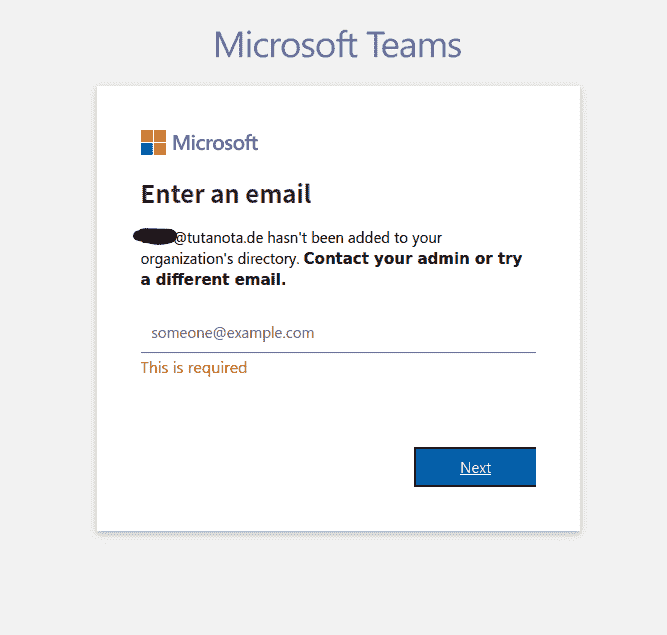 Microsoft Teams
Microsoft
Enter an email
@tutanota.de hasn't been added to your
organization's directory. Contact your admin or try
a different email.
someone@example.com
This is required
Next